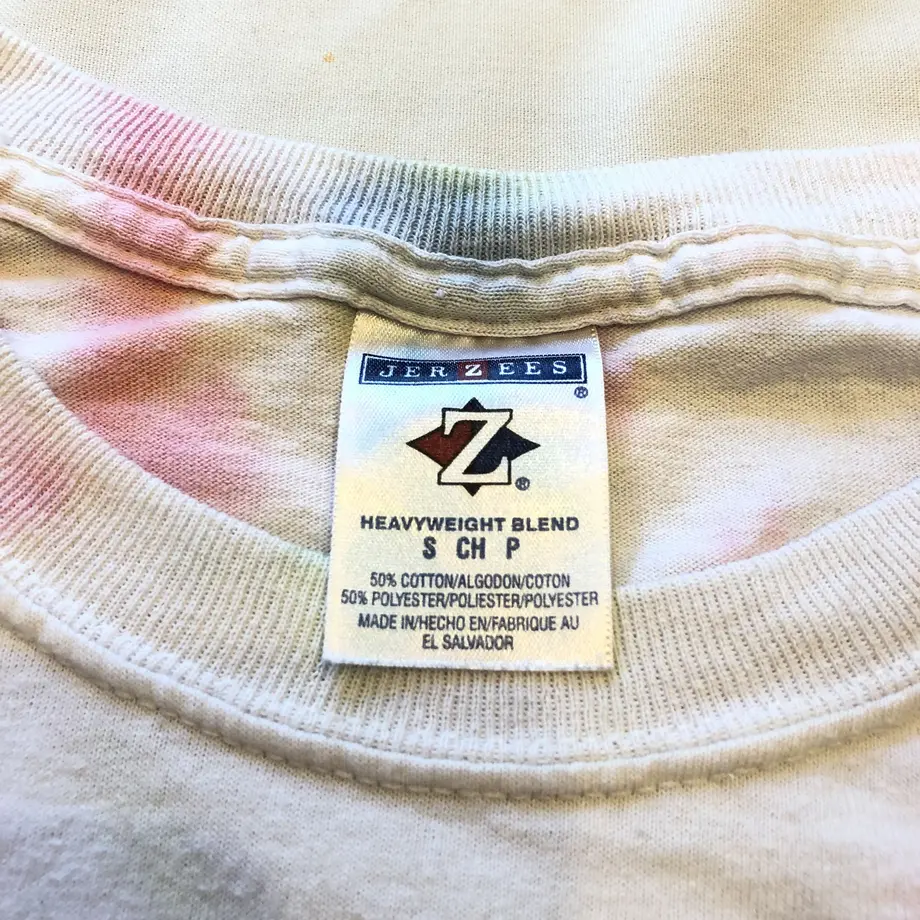 JERZEES
®
Z
®
HEAVYWEIGHT BLEND
S CH P
50% COTTON/ALGODON/COTON
50% POLYESTER/POLIESTER/POLYESTER
MADE IN/HECHO EN/FABRIQUE AU
EL SALVADOR